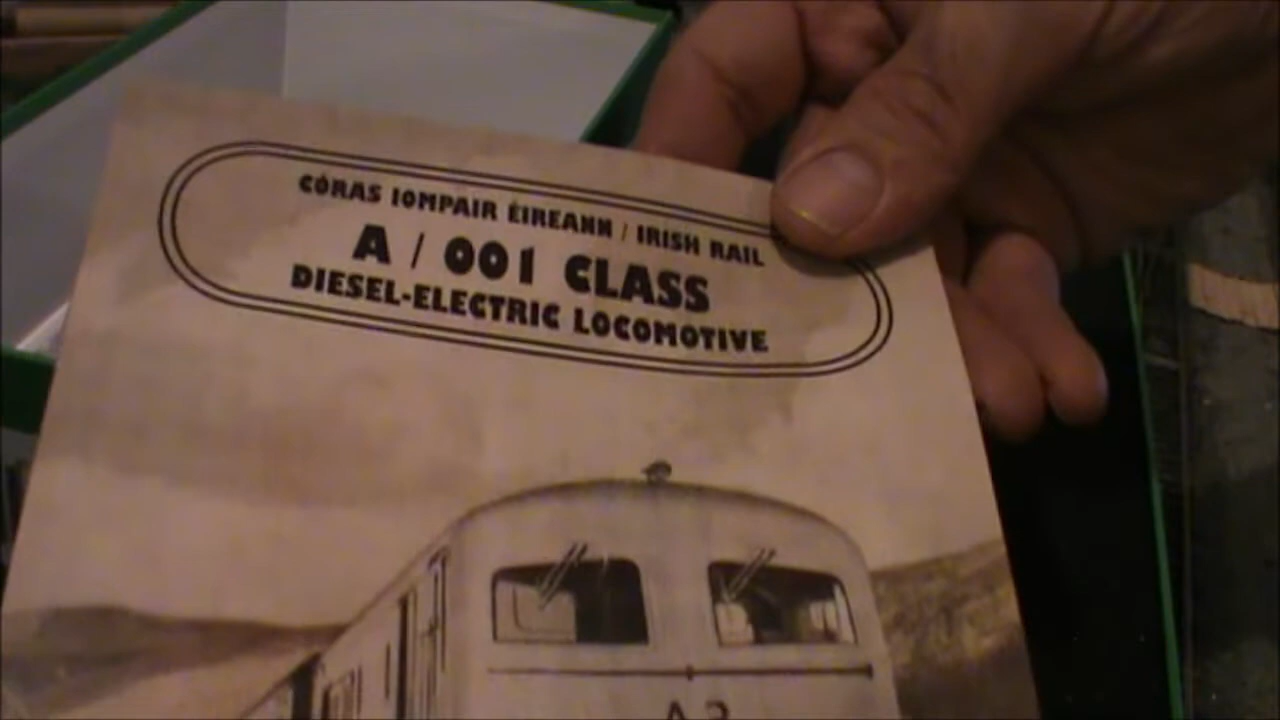 CÓRAS IOMPAIR ÉIREANN / IRISH RAIL
A / 001 CLASS
DIESEL-ELECTRIC LOCOMOTIVE